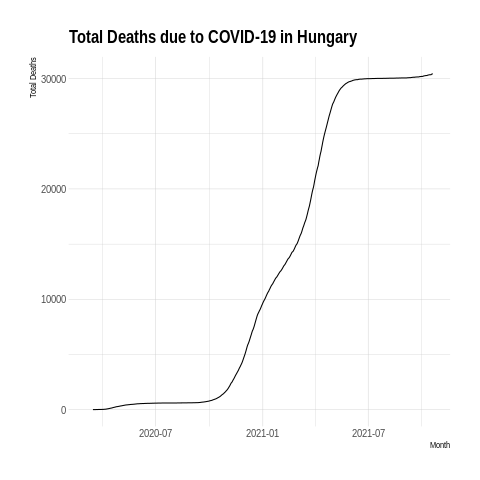 Total Deaths due to COVID-19 in Hungary
Total Deaths
30000
20000
10000
0
2020-07 2021-01 2021-07
Month